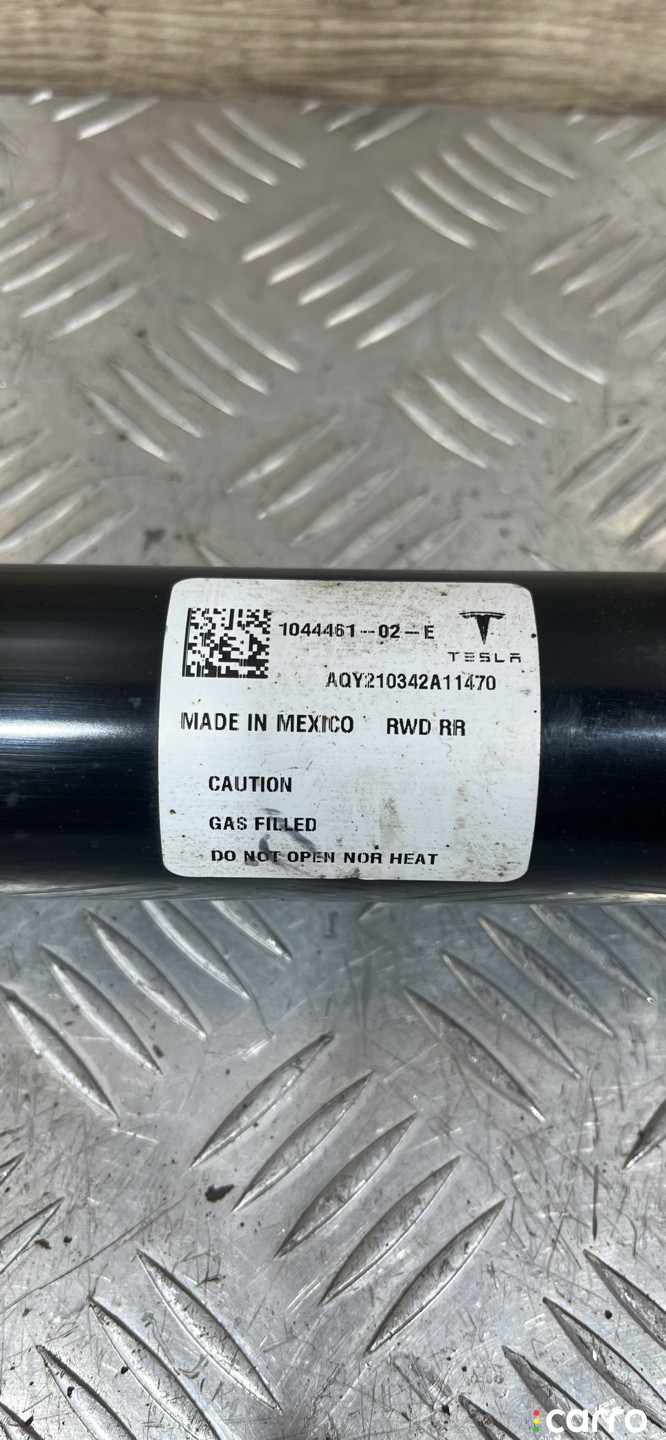 1044461-02-E
TESLA
AQY210342A11470
MADE IN MEXICO RWD RR
CAUTION
GAS FILLED
DO NOT OPEN NOR HEAT
carro